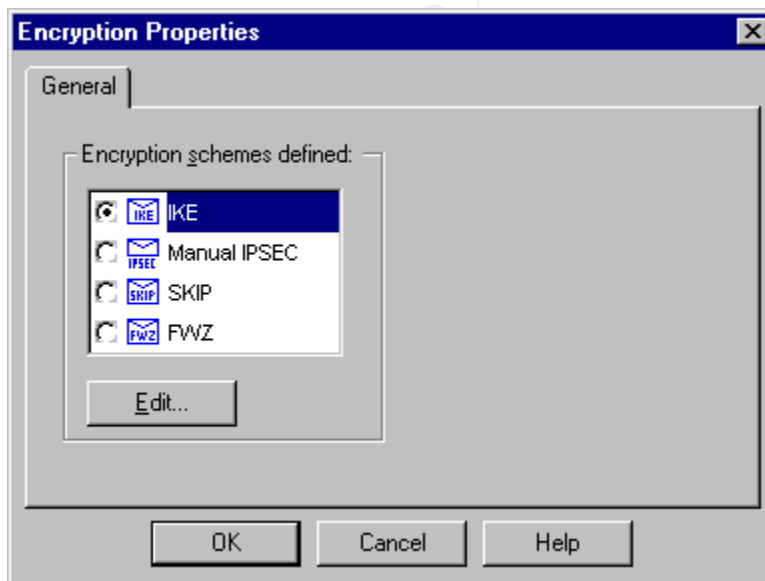 Encryption Properties
General
Encryption schemes defined:
IKE IKE
IPSEC Manual IPSEC
SKIP SKIP
FWZ FWZ
Edit...
OK Cancel Help